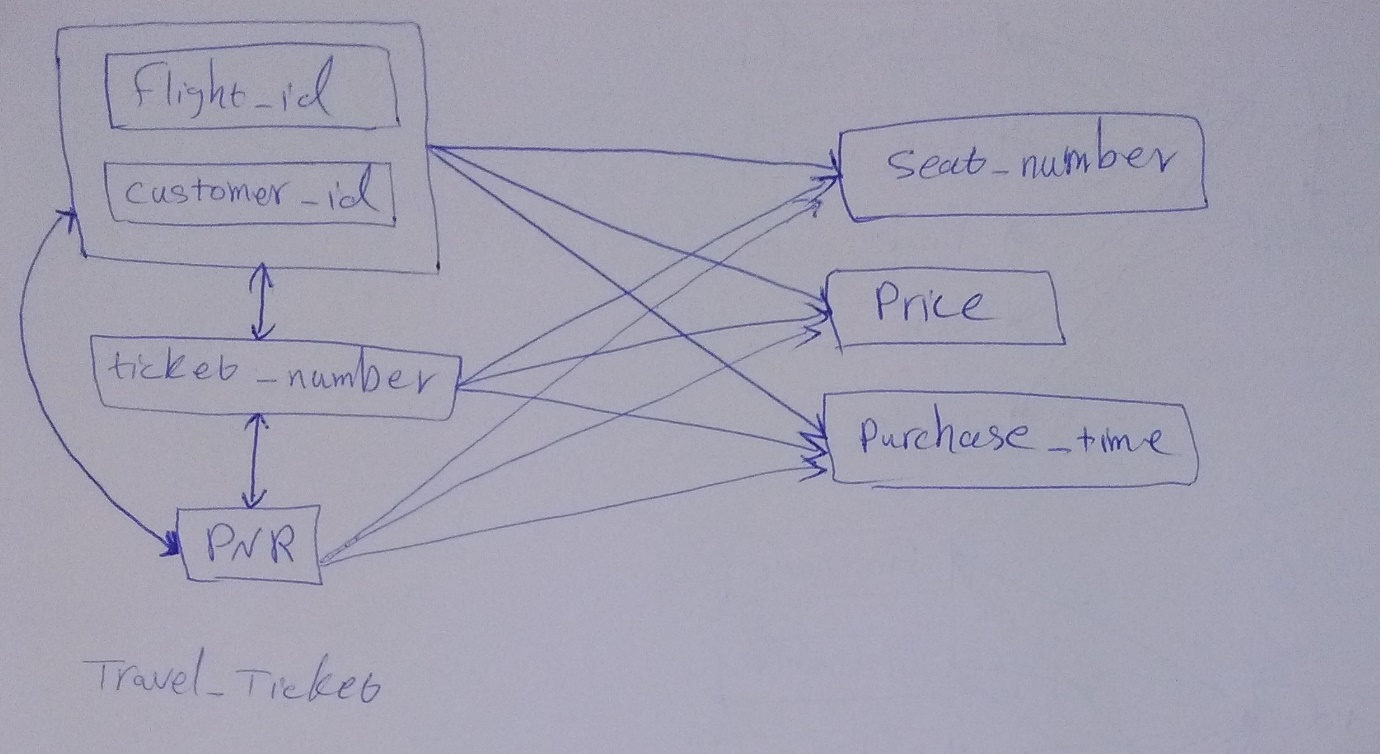 flight_id
customer_id
ticket_number
PNR
Seat_number
Price
Purchase_time
Travel_Ticket